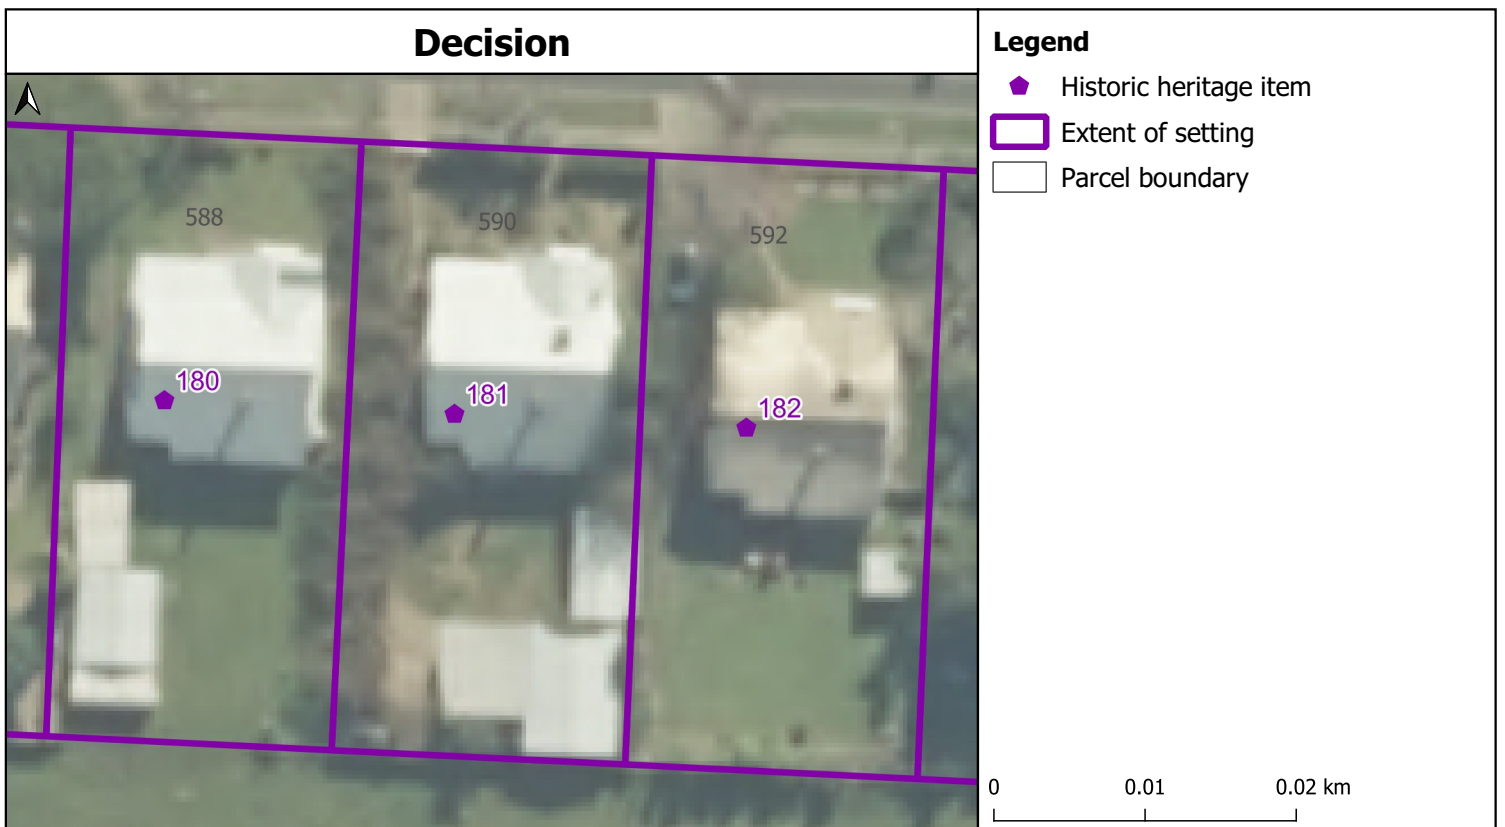 Decision
588
590
592
180
181
182
Legend
Historic heritage item
Extent of setting
Parcel boundary
0 0.01 0.02 km